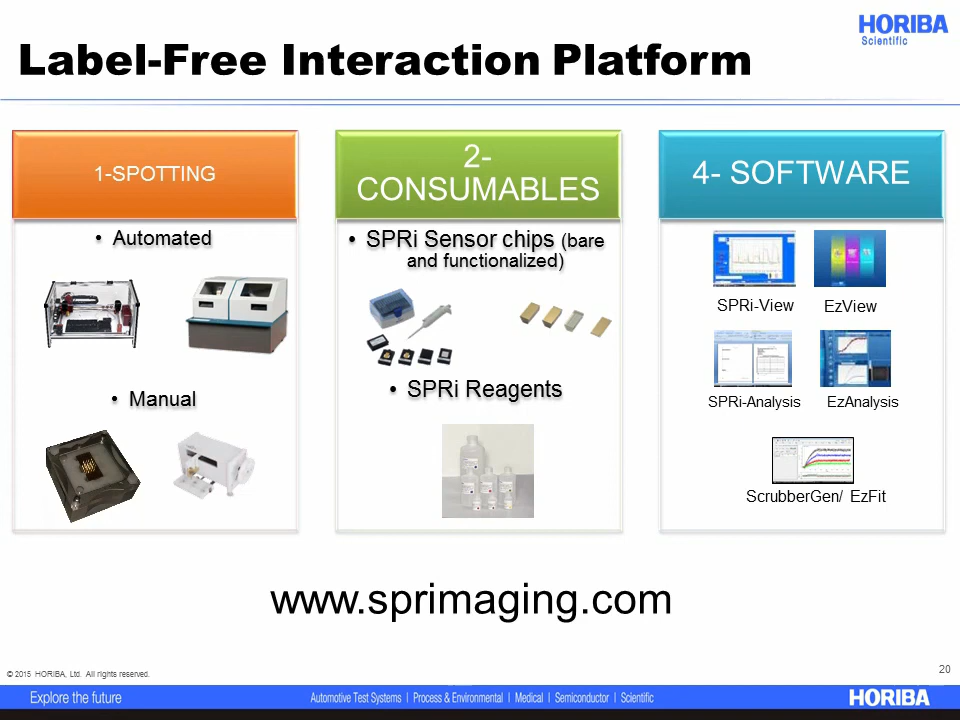 HORIBA
Scientific
Label-Free Interaction Platform
1-SPOTTING
• Automated
• Manual
2-
CONSUMABLES
• SPRi Sensor chips (bare
and functionalized)
• SPRi Reagents
4- SOFTWARE
SPRi-View
EzView
SPRi-Analysis
EzAnalysis
ScrubberGen/ EzFit
www.sprimaging.com
© 2015 HORIBA, Ltd. All rights reserved.
20
Explore the future
Automotive Test Systems | Process & Environmental | Medical | Semiconductor | Scientific
HORIBA